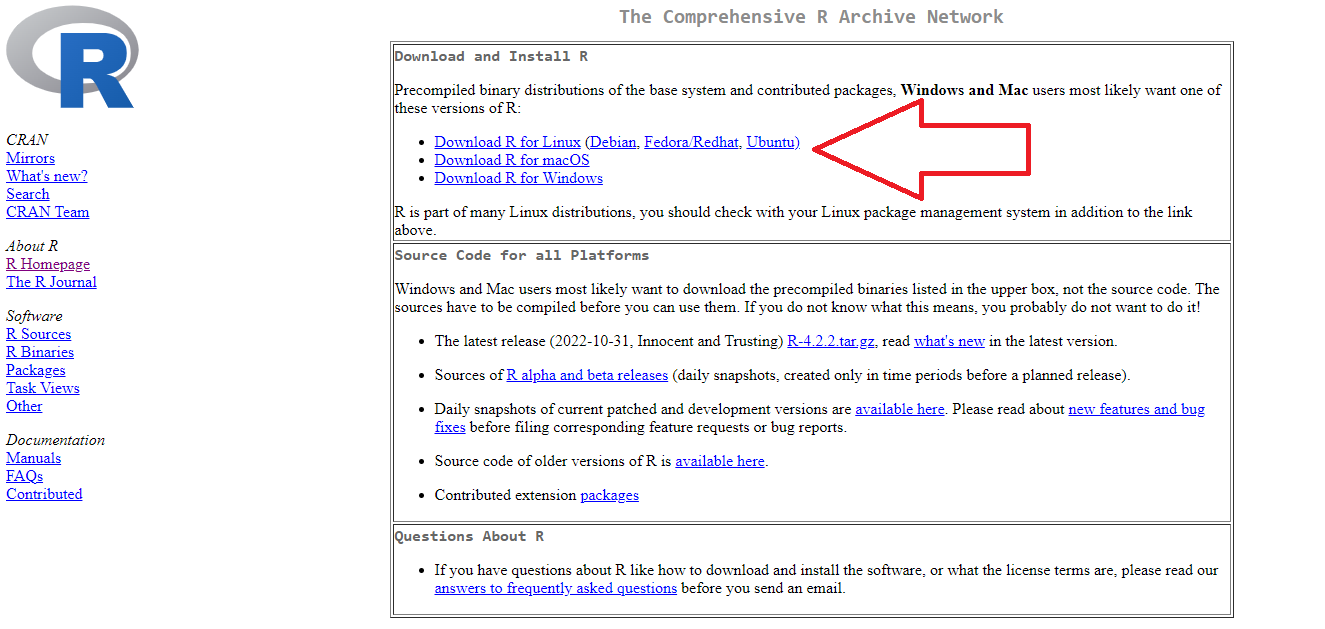 The Comprehensive R Archive Network
R
CRAN
Mirrors
What's new?
Search
CRAN Team
About R
R Homepage
The R Journal
Software
R Sources
R Binaries
Packages
Task Views
Other
Documentation
Manuals
FAQs
Contributed
Download and Install R
Precompiled binary distributions of the base system and contributed packages, Windows and Mac users most likely want one of
these versions of R:
• Download R for Linux (Debian, Fedora/Redhat, Ubuntu)
• Download R for macOS
• Download R for Windows
R is part of many Linux distributions, you should check with your Linux package management system in addition to the link
above.
Source Code for all Platforms
Windows and Mac users most likely want to download the precompiled binaries listed in the upper box, not the source code. The
sources have to be compiled before you can use them. If you do not know what this means, you probably do not want to do it!
• The latest release (2022-10-31, Innocent and Trusting) R-4.2.2.tar.gz, read what's new in the latest version.
• Sources of R alpha and beta releases (daily snapshots, created only in time periods before a planned release).
• Daily snapshots of current patched and development versions are available here. Please read about new features and bug
fixes before filing corresponding feature requests or bug reports.
• Source code of older versions of R is available here.
• Contributed extension packages
Questions About R
• If you have questions about R like how to download and install the software, or what the license terms are, please read our
answers to frequently asked questions before you send an email.